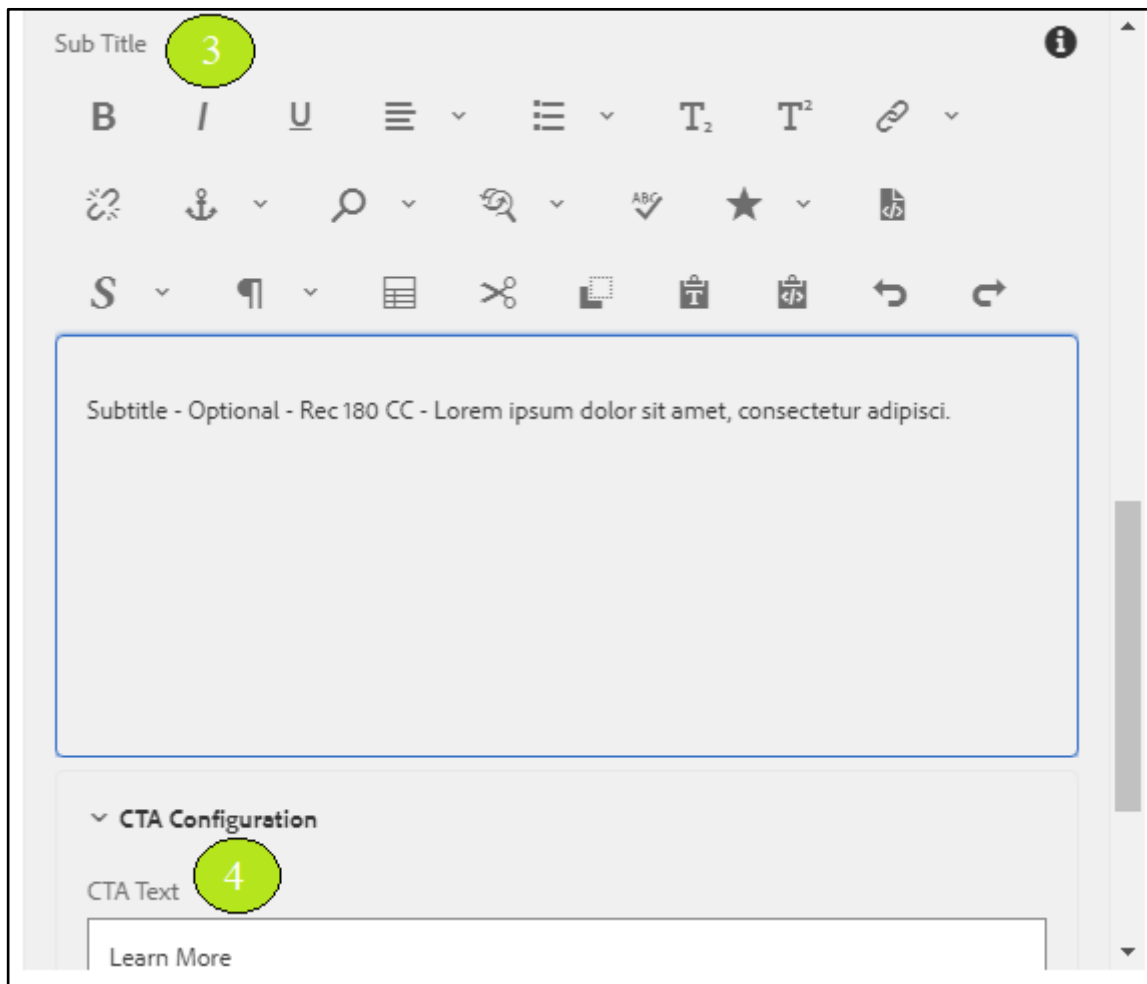 Sub Title 3
B I U T₂ T²
ABC
S ¶ T
Subtitle - Optional - Rec 180 CC - Lorem ipsum dolor sit amet, consectetur adipisci.
CTA Configuration
CTA Text 4
Learn More